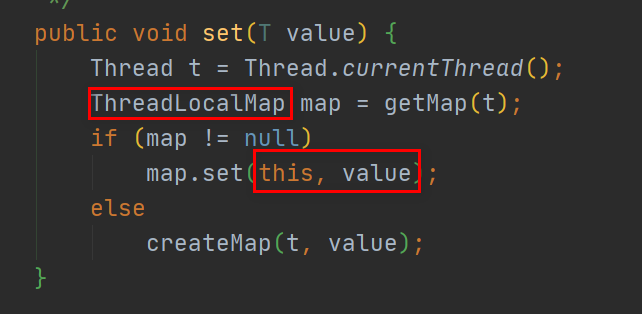 */
public void set(T value) {
    Thread t = Thread.currentThread();
    ThreadLocalMap map = getMap(t);
    if (map != null)
        map.set(this, value);
    else
        createMap(t, value);
}